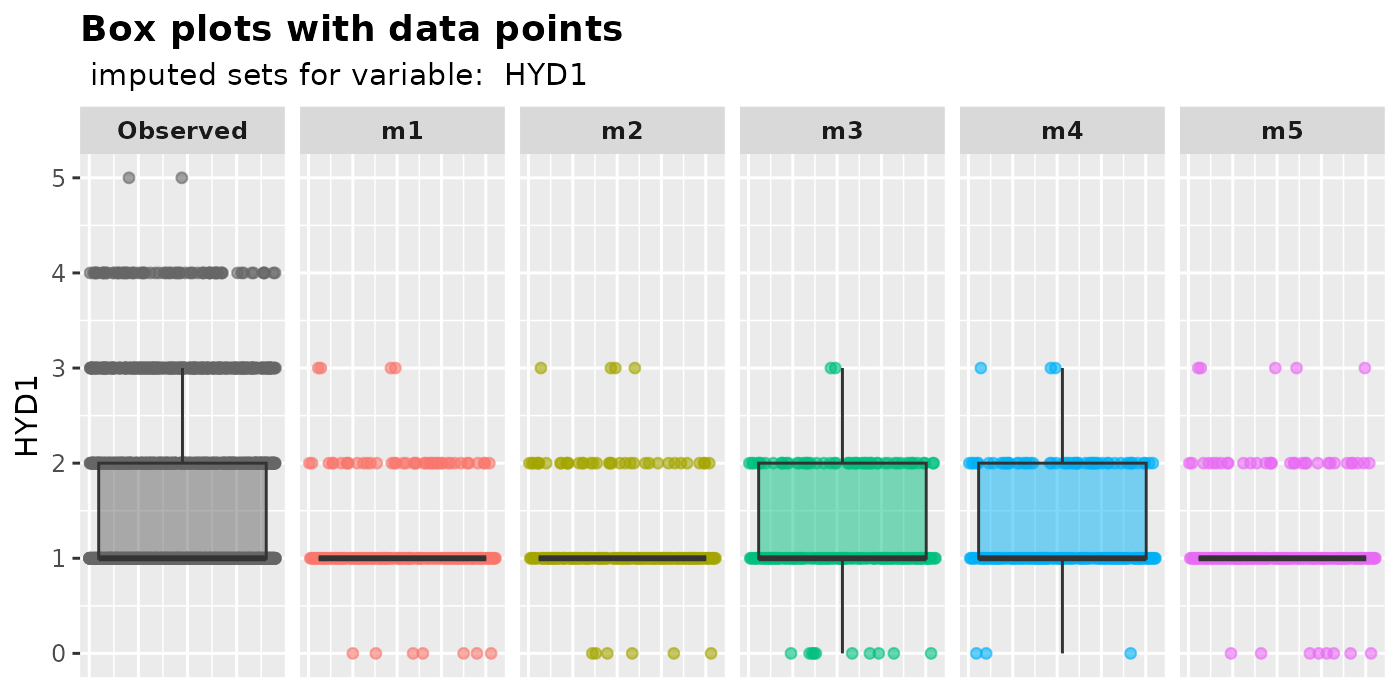 Box plots with data points
imputed sets for variable:  HYD1
Observed m1 m2 m3 m4 m5
5
4
3
2
1
0
HYD1